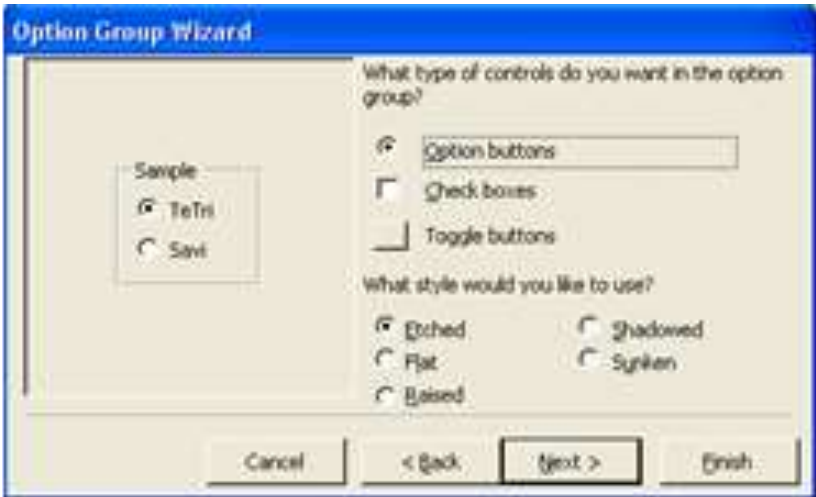 Option Group Wizard
What type of controls do you want in the option
group?
Option buttons
Check boxes
Toggle buttons
Sample
TeTri
Savi
What style would you like to use?
Etched
Shadowed
Flat
Sunken
Raised
Cancel
< Back
Next >
Finish